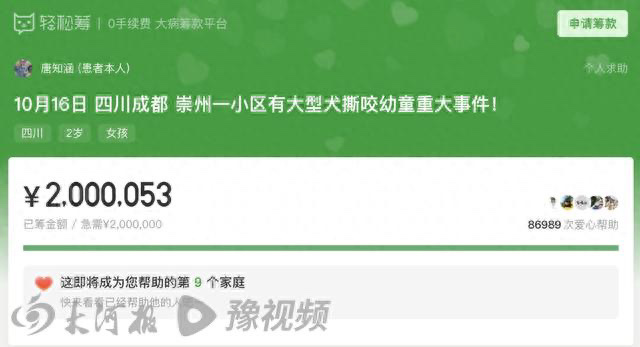 轻松筹 | 0手续费 大病筹款平台
申请筹款
唐知涵 (患者本人)
个人求助
10月16日 四川成都 崇州一小区有大型犬撕咬幼童重大事件!
四川 2岁 女孩
¥2,000,053
已筹金额 / 急需¥2,000,000
86989 次爱心帮助
这即将成为您帮助的第 9 个家庭
快来看看已经帮助他的人吧
大河报 豫视频